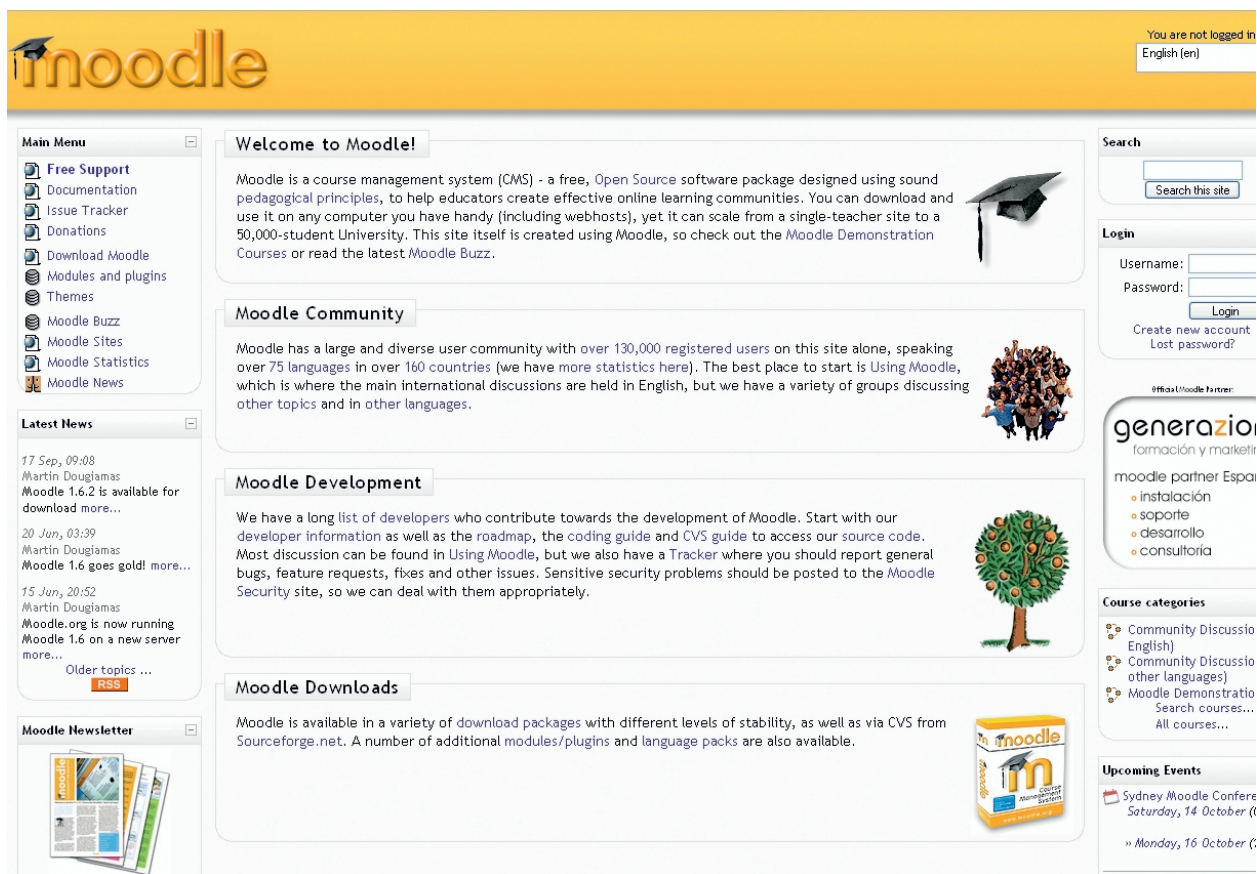 moodle
You are not logged in
English (en)
Main Menu
Free Support
Documentation
Issue Tracker
Donations
Download Moodle
Modules and plugins
Themes
Moodle Buzz
Moodle Sites
Moodle Statistics
Moodle News
Latest News
17 Sep, 09:08
Martin Dougiamas
Moodle 1.6.2 is available for
download more...
20 Jun, 03:39
Martin Dougiamas
Moodle 1.6 goes gold! more...
15 Jun, 20:52
Martin Dougiamas
Moodle.org is now running
Moodle 1.6 on a new server
more...
Older topics ...
RSS
Moodle Newsletter
moodle
Welcome to Moodle!
Moodle is a course management system (CMS) - a free, Open Source software package designed using sound
pedagogical principles, to help educators create effective online learning communities. You can download and
use it on any computer you have handy (including webhosts), yet it can scale from a single-teacher site to a
50,000-student University. This site itself is created using Moodle, so check out the Moodle Demonstration
Courses or read the latest Moodle Buzz.
Moodle Community
Moodle has a large and diverse user community with over 130,000 registered users on this site alone, speaking
over 75 languages in over 160 countries (we have more statistics here). The best place to start is Using Moodle,
which is where the main international discussions are held in English, but we have a variety of groups discussing
other topics and in other languages.
Moodle Development
We have a long list of developers who contribute towards the development of Moodle. Start with our
developer information as well as the roadmap, the coding guide and CVS guide to access our source code.
Most discussion can be found in Using Moodle, but we also have a Tracker where you should report general
bugs, feature requests, fixes and other issues. Sensitive security problems should be posted to the Moodle
Security site, so we can deal with them appropriately.
Moodle Downloads
Moodle is available in a variety of download packages with different levels of stability, as well as via CVS from
Sourceforge.net. A number of additional modules/plugins and language packs are also available.
m moodle
m
moodle
Course
Management
System
www.moodle.org
Search
Search this site
Login
Username:
Password:
Login
Create new account
Lost password?
Official Moodle Partner:
generazion
formación y marketin
moodle partner Espar
instalación
soporte
desarrollo
consultoría
Course categories
Community Discussio
English)
Community Discussio
other languages)
Moodle Demonstratio
Search courses...
All courses...
Upcoming Events
Sydney Moodle Confere
Saturday, 14 October
» Monday, 16 October